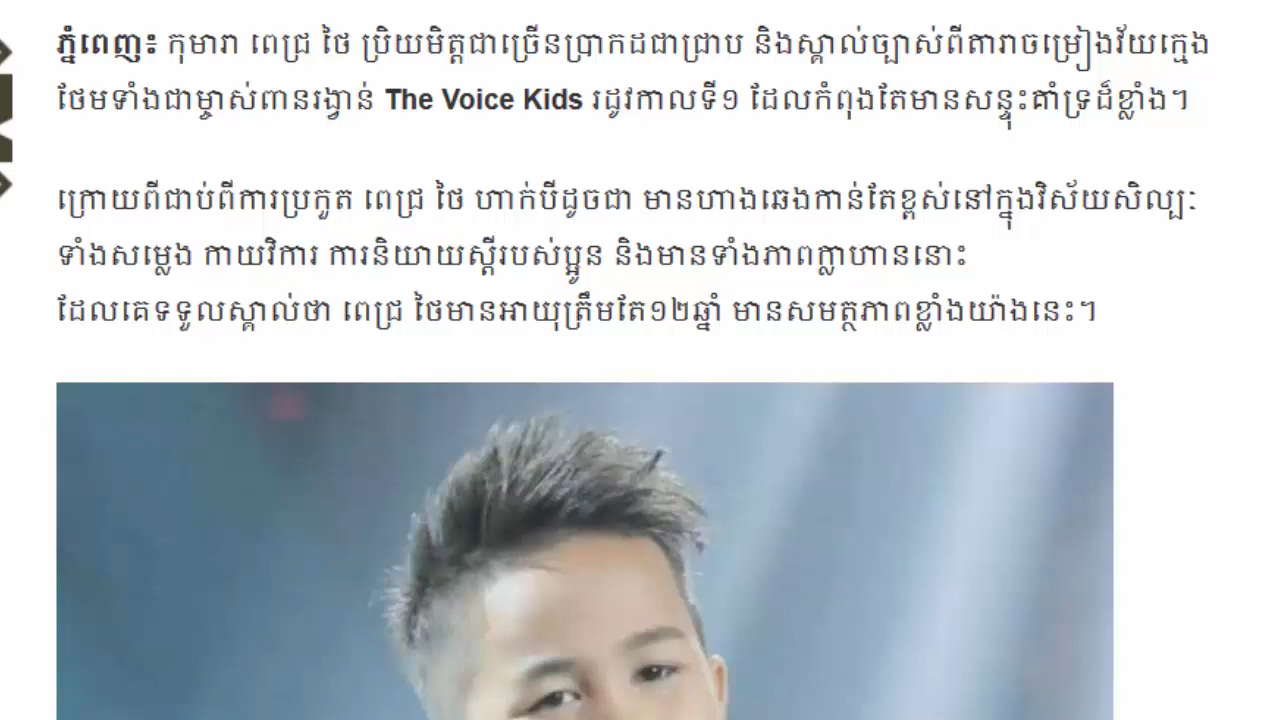 ភ្នំពេញ៖ កុមារា ពេជ្រ ថៃ ប្រិយមិត្តជាច្រើនប្រាកដជាជ្រាប និងស្គាល់ច្បាស់ពីតារាចម្រៀងវ័យក្មេង
ថែមទាំងជាម្ចាស់ពានរង្វាន់ The Voice Kids រដូវកាលទី១ ដែលកំពុងតែមានសន្ទុះគាំទ្រដ៏ខ្លាំង។
ក្រោយពីជាប់ពីការប្រកួត ពេជ្រ ថៃ ហាក់បីដូចជា មានហាងឆេងកាន់តែខ្ពស់នៅក្នុងវិស័យសិល្បៈ
ទាំងសម្លេង កាយវិការ ការនិយាយស្ដីរបស់ប្អូន និងមានទាំងភាពក្លាហាននោះ
ដែលគេទទួលស្គាល់ថា ពេជ្រ ថៃមានអាយុត្រឹមតែ១២ឆ្នាំ មានសមត្ថភាពខ្លាំងយ៉ាងនេះ។